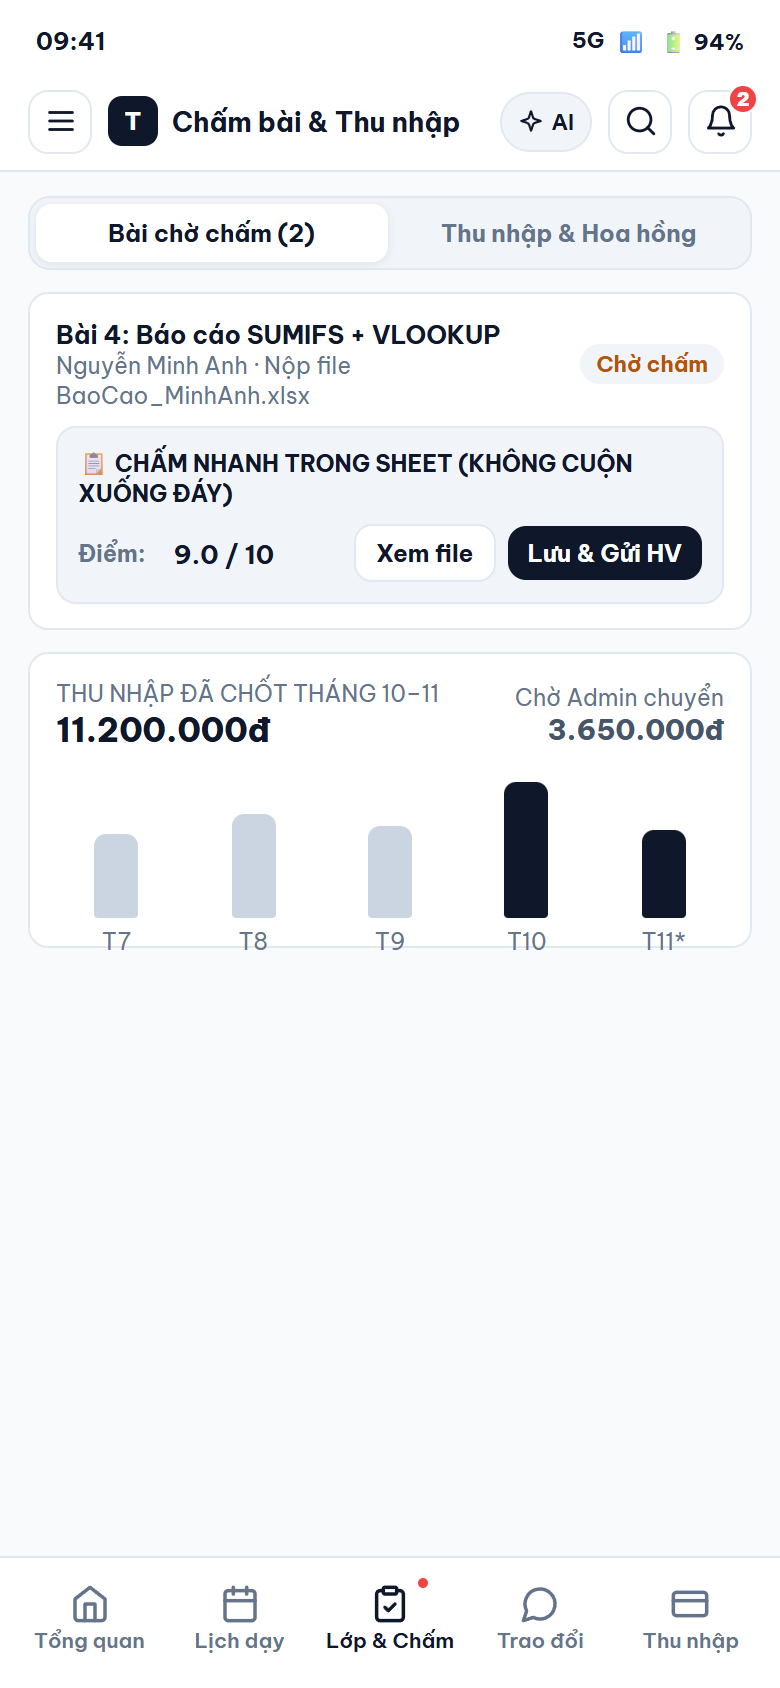 09:41
5G 94%
T Chấm bài & Thu nhập AI 2
Bài chờ chấm (2) Thu nhập & Hoa hồng
Bài 4: Báo cáo SUMIFS + VLOOKUP
Nguyễn Minh Anh · Nộp file
BaoCao_MinhAnh.xlsx
Chờ chấm
CHẤM NHANH TRONG SHEET (KHÔNG CUỘN
XUỐNG ĐÁY)
Điểm: 9.0 / 10 Xem file Lưu & Gửi HV
THU NHẬP ĐÃ CHỐT THÁNG 10-11
11.200.000đ
Chờ Admin chuyển
3.650.000đ
T7 T8 T9 T10 T11*
Tổng quan Lịch dạy Lớp & Chấm Trao đổi Thu nhập